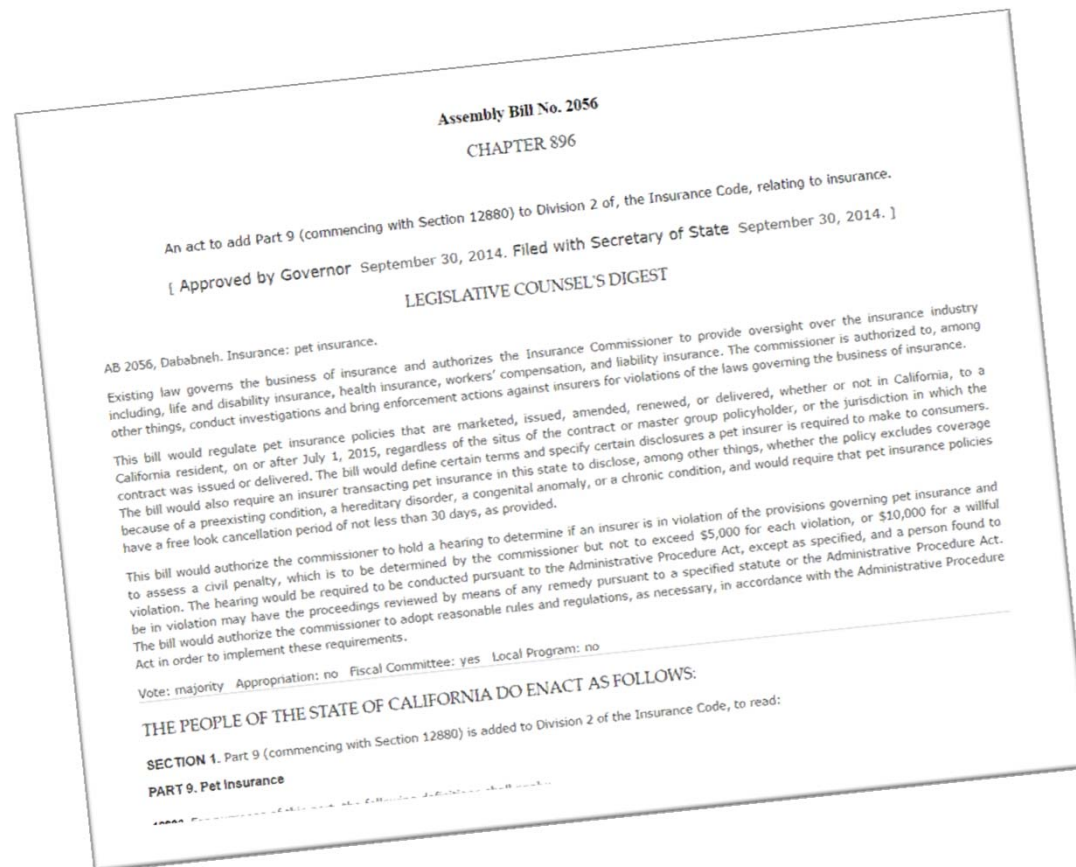 Assembly Bill No. 2056
CHAPTER 896
An act to add Part 9 (commencing with Section 12880) to Division 2 of, the Insurance Code, relating to insurance.
[ Approved by Governor September 30, 2014. Filed with Secretary of State September 30, 2014. ]
LEGISLATIVE COUNSEL'S DIGEST
AB 2056, Dababneh. Insurance: pet insurance.
Existing law governs the business of insurance and authorizes the Insurance Commissioner to provide oversight over the insurance industry
including, life and disability insurance, health insurance, workers' compensation, and liability insurance. The commissioner is authorized to, among
other things, conduct investigations and bring enforcement actions against insurers for violations of the laws governing the business of insurance.
This bill would regulate pet insurance policies that are marketed, issued, amended, renewed, or delivered, whether or not in California, to a
California resident, on or after July 1, 2015, regardless of the situs of the contract or master group policyholder, or the jurisdiction in which the
contract was issued or delivered. The bill would define certain terms and specify certain disclosures a pet insurer is required to make to consumers.
The bill would also require an insurer transacting pet insurance in this state to disclose, among other things, whether the policy excludes coverage
because of a preexisting condition, a hereditary disorder, a congenital anomaly, or a chronic condition, and would require that pet insurance policies
have a free look cancellation period of not less than 30 days, as provided.
This bill would authorize the commissioner to hold a hearing to determine if an insurer is in violation of the provisions governing pet insurance and
to assess a civil penalty, which is to be determined by the commissioner but not to exceed $5,000 for each violation, or $10,000 for a willful
violation. The hearing would be required to be conducted pursuant to the Administrative Procedure Act, except as specified, and a person found to
be in violation may have the proceedings reviewed by means of any remedy pursuant to a specified statute or the Administrative Procedure Act.
The bill would authorize the commissioner to adopt reasonable rules and regulations, as necessary, in accordance with the Administrative Procedure
Act in order to implement these requirements.
Vote: majority Appropriation: no Fiscal Committee: yes Local Program: no
THE PEOPLE OF THE STATE OF CALIFORNIA DO ENACT AS FOLLOWS:
SECTION 1. Part 9 (commencing with Section 12880) is added to Division 2 of the Insurance Code, to read:
PART 9. Pet Insurance